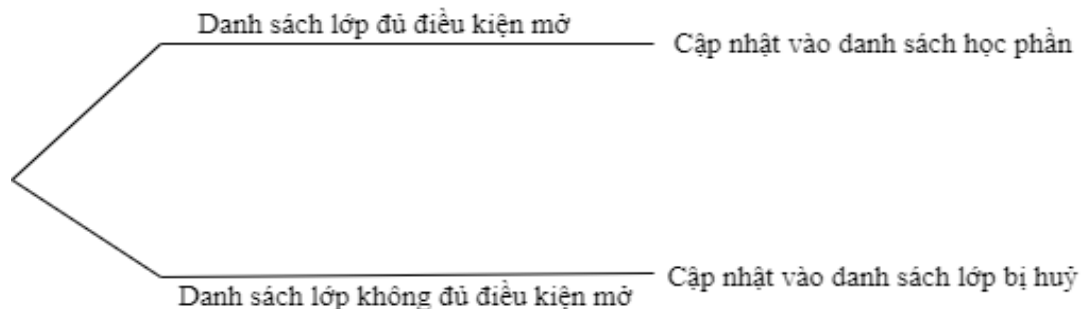 Danh sách lớp đủ điều kiện mở
Cập nhật vào danh sách học phần
Cập nhật vào danh sách lớp bị huỷ
Danh sách lớp không đủ điều kiện mở